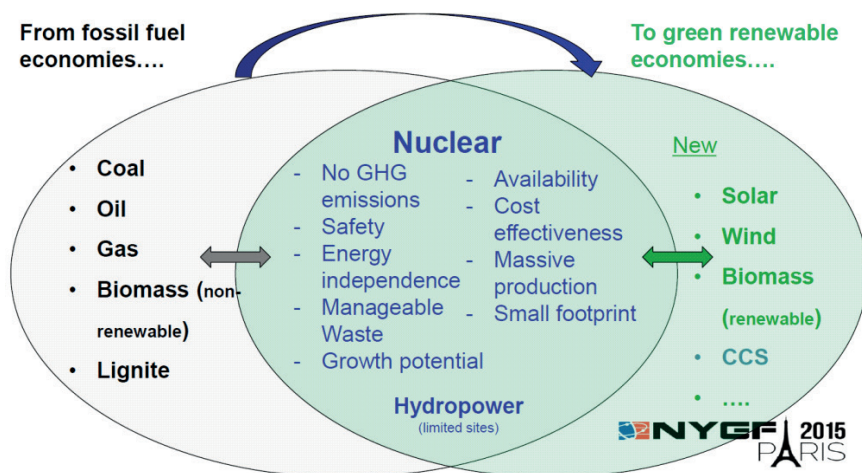 From fossil fuel
economies....
To green renewable
economies....
• Coal
• Oil
• Gas
• Biomass (non-
renewable)
• Lignite
Nuclear
- No GHG
emissions
- Safety
- Energy
independence
- Manageable
Waste
- Growth potential
- Availability
- Cost
effectiveness
- Massive
production
- Small footprint
Hydropower
(limited sites)
New
• Solar
• Wind
• Biomass
(renewable)
• CCS
• ....
NYGF 2015
PARIS